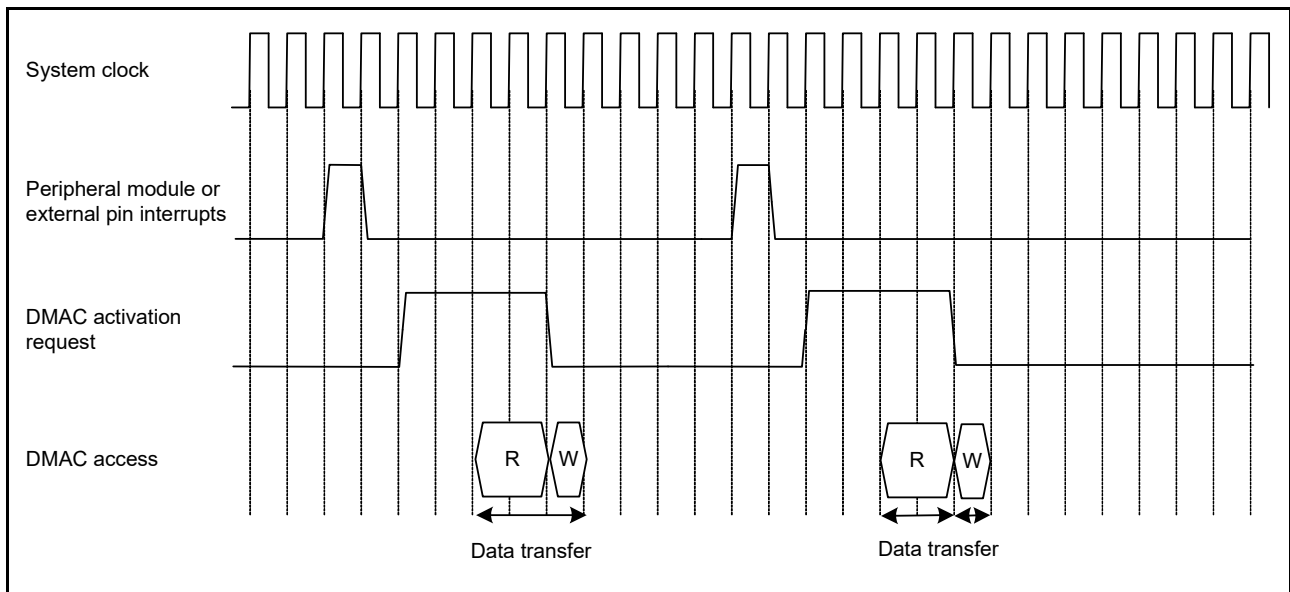 System clock
Peripheral module or
external pin interrupts
DMAC activation
request
DMAC access
R
W
R
W
Data transfer
Data transfer